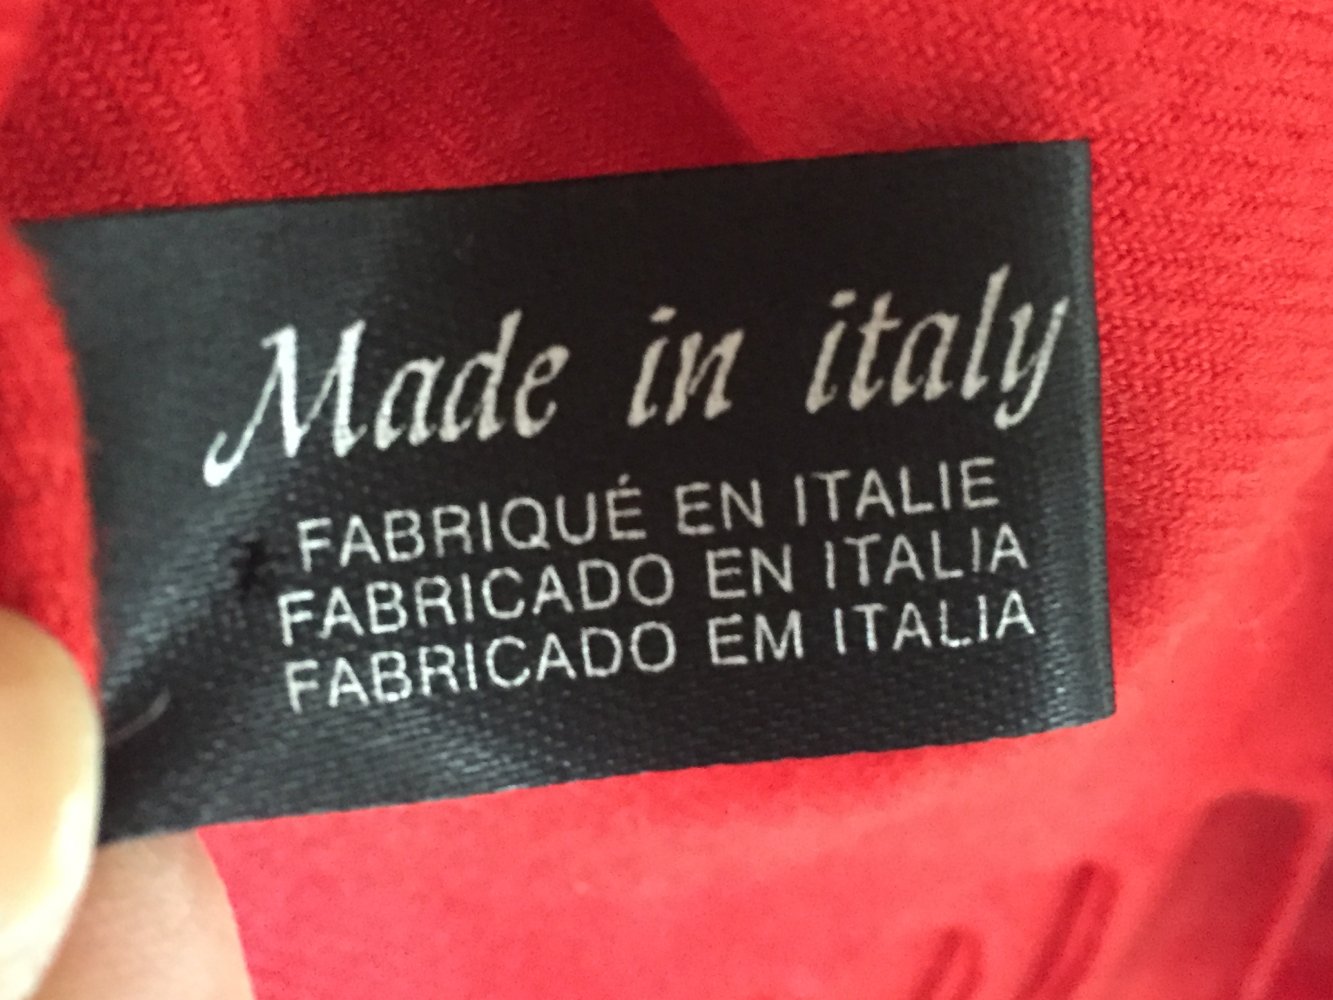 Made in italy
FABRIQUÉ EN ITALIE
FABRICADO EN ITALIA
FABRICADO EM ITALIA